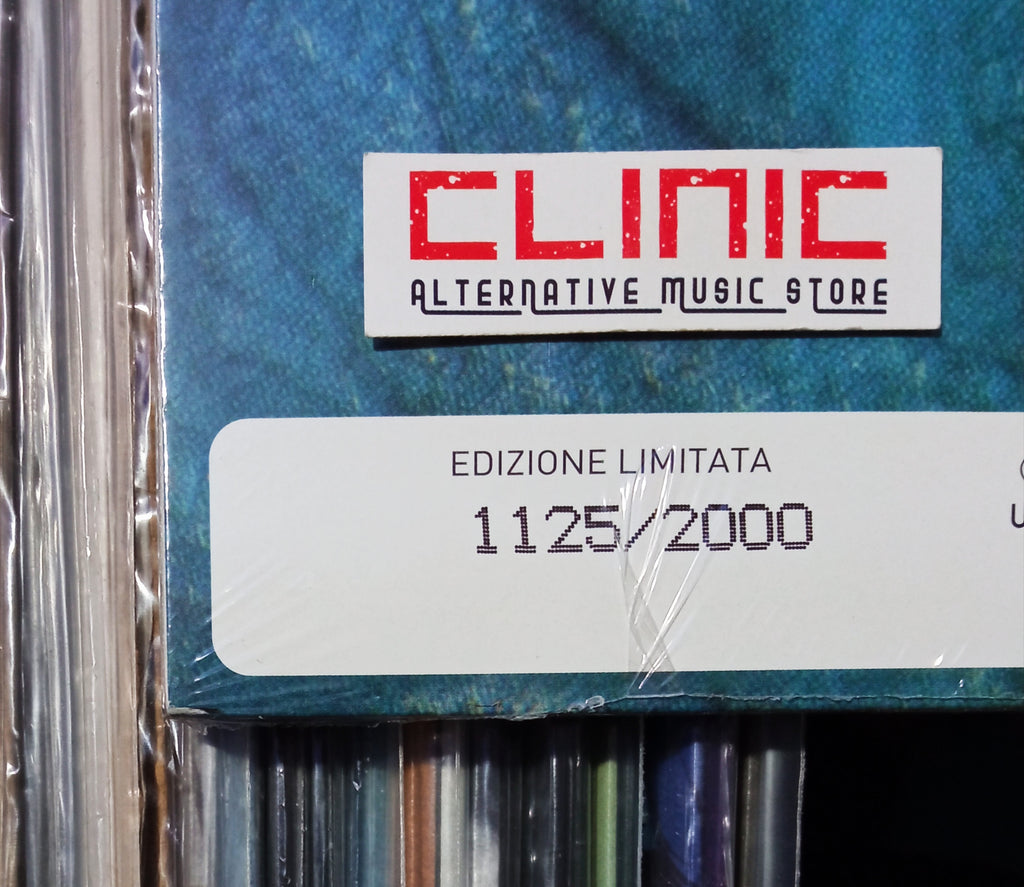 CLINIC
ALTERNATIVE MUSIC STORE
EDIZIONE LIMITATA
1125/2000